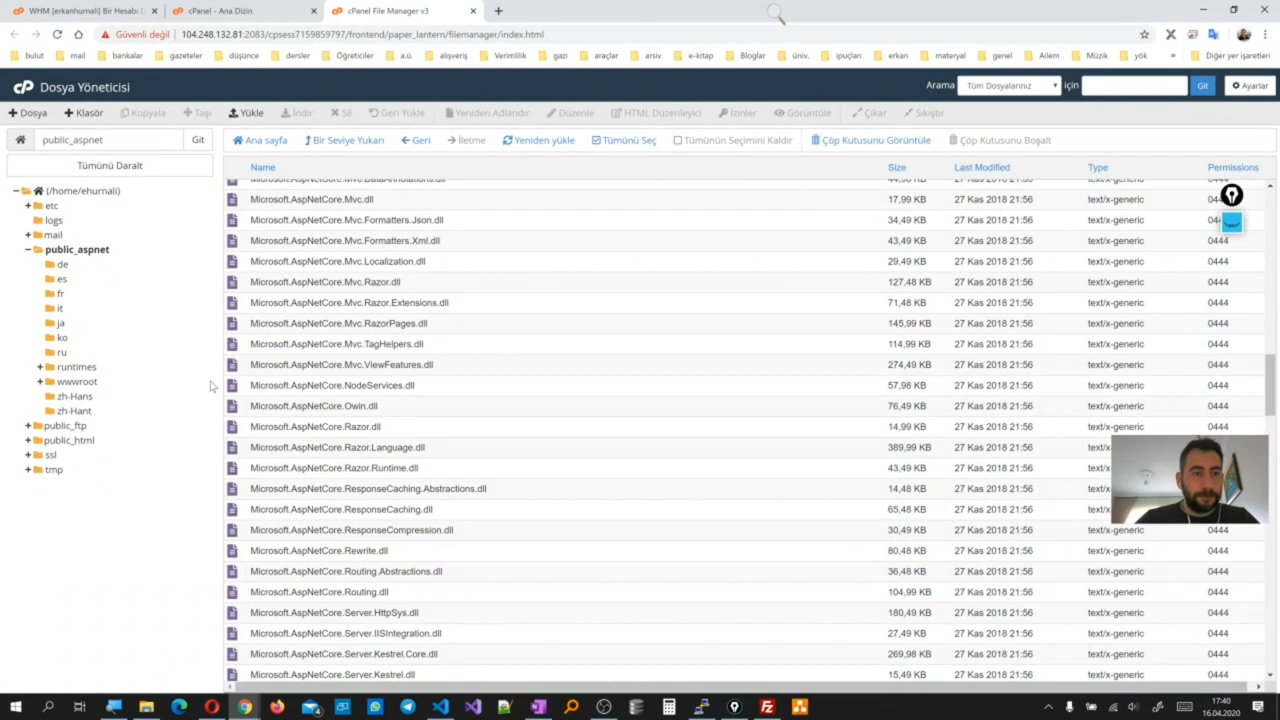 WHM [erkanhurnali] Bir Hesabı D
cPanel - Ana Dizin
cPanel File Manager v3
Güvenli değil
104.248.132.81:2083/cpsess7159859797/frontend/paper_lantern/filemanager/index.html
bulut mail bankalar gazeteler düşünce dersler Öğreticiler a.ü. alışveriş Verimlilik gazi araçlar arsiv e-kitap Bloglar üniv. ipuçları erkan materyal genel Ailem Müzik yök » Diğer yer işaretleri
cP Dosya Yöneticisi
Arama Tüm Dosyalarınız için Git Ayarlar
Dosya Klasör Kopyala Taşı Yükle İndir Sil Geri Yükle Yeniden Adlandır Düzenle HTML Düzenleyici İzinler Görüntüle Çıkar Sıkıştır
public_aspnet Git
Ana sayfa Bir Seviye Yukarı Geri İletme Yeniden yükle Tümünü Seç Tümünün Seçimini Kaldır Çöp Kutusunu Görüntüle Çöp Kutusunu Boşalt
Tümünü Daralt
(/home/ehurnali)
etc
logs
mail
public_aspnet
de
es
fr
it
ja
ko
ru
runtimes
wwwroot
zh-Hans
zh-Hant
public_ftp
public_html
ssl
tmp
Name Size Last Modified Type Permissions
Microsoft.AspNetCore.Mvc.DataAnnotations.dll 44,98 KB 27 Kas 2018 21:56 text/x-generic
Microsoft.AspNetCore.Mvc.dll 17,99 KB 27 Kas 2018 21:56 text/x-generic 04
Microsoft.AspNetCore.Mvc.Formatters.Json.dll 34,49 KB 27 Kas 2018 21:56 text/x-generic 04
Microsoft.AspNetCore.Mvc.Formatters.Xml.dll 43,49 KB 27 Kas 2018 21:56 text/x-generic 0444
Microsoft.AspNetCore.Mvc.Localization.dll 29,49 KB 27 Kas 2018 21:56 text/x-generic 0444
Microsoft.AspNetCore.Mvc.Razor.dll 127,48 KB 27 Kas 2018 21:56 text/x-generic 0444
Microsoft.AspNetCore.Mvc.Razor.Extensions.dll 71,48 KB 27 Kas 2018 21:56 text/x-generic 0444
Microsoft.AspNetCore.Mvc.RazorPages.dll 145,99 KB 27 Kas 2018 21:56 text/x-generic 0444
Microsoft.AspNetCore.Mvc.TagHelpers.dll 114,99 KB 27 Kas 2018 21:56 text/x-generic 0444
Microsoft.AspNetCore.Mvc.ViewFeatures.dll 274,49 KB 27 Kas 2018 21:56 text/x-generic 0444
Microsoft.AspNetCore.NodeServices.dll 57,98 KB 27 Kas 2018 21:56 text/x-generic 0444
Microsoft.AspNetCore.Owin.dll 76,49 KB 27 Kas 2018 21:56 text/x-generic 0444
Microsoft.AspNetCore.Razor.dll 14,99 KB 27 Kas 2018 21:56 text/x-generic 0444
Microsoft.AspNetCore.Razor.Language.dll 389,99 KB 27 Kas 2018 21:56 text/x
Microsoft.AspNetCore.Razor.Runtime.dll 43,49 KB 27 Kas 2018 21:56 text/x
Microsoft.AspNetCore.ResponseCaching.Abstractions.dll 14,48 KB 27 Kas 2018 21:56 text/x
Microsoft.AspNetCore.ResponseCaching.dll 65,48 KB 27 Kas 2018 21:56 text/x
Microsoft.AspNetCore.ResponseCompression.dll 30,49 KB 27 Kas 2018 21:56 text/x-generic 0444
Microsoft.AspNetCore.Rewrite.dll 80,48 KB 27 Kas 2018 21:56 text/x-generic 0444
Microsoft.AspNetCore.Routing.Abstractions.dll 36,48 KB 27 Kas 2018 21:56 text/x-generic 0444
Microsoft.AspNetCore.Routing.dll 104,99 KB 27 Kas 2018 21:56 text/x-generic 0444
Microsoft.AspNetCore.Server.HttpSys.dll 180,49 KB 27 Kas 2018 21:56 text/x-generic 0444
Microsoft.AspNetCore.Server.IISIntegration.dll 27,49 KB 27 Kas 2018 21:56 text/x-generic 0444
Microsoft.AspNetCore.Server.Kestrel.Core.dll 269,98 KB 27 Kas 2018 21:56 text/x-generic 0444
Microsoft.AspNetCore.Server.Kestrel.dll 15,49 KB 27 Kas 2018 21:56 text/x-generic 0444
17:40
16.04.2020